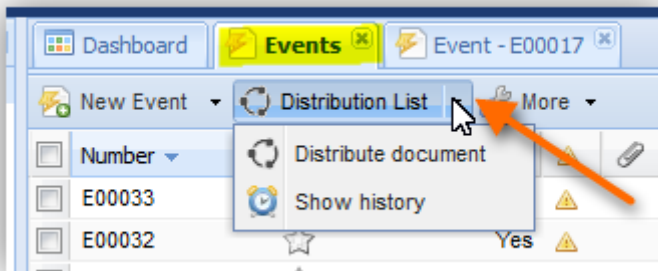 Dashboard Events Event - E00017
New Event Distribution List More
Number Distribute document
E00033 Show history
E00032 Yes